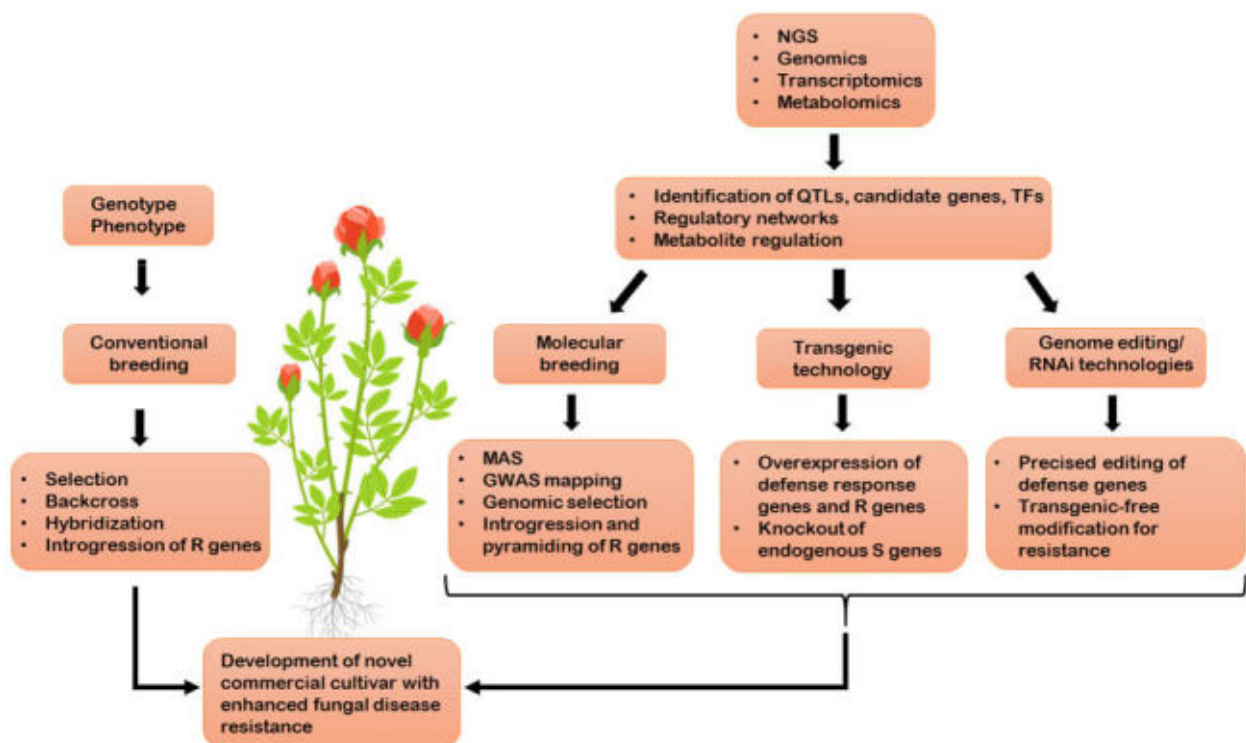 • NGS
• Genomics
• Transcriptomics
• Metabolomics
• Identification of QTLs, candidate genes, TFs
• Regulatory networks
• Metabolite regulation
Genotype
Phenotype
Conventional
breeding
Molecular
breeding
Transgenic
technology
Genome editing/
RNAi technologies
• Selection
• Backcross
• Hybridization
• Introgression of R genes
• MAS
• GWAS mapping
• Genomic selection
• Introgression and
pyramiding of R genes
• Overexpression of
defense response
genes and R genes
• Knockout of
endogenous S genes
• Precised editing of
defense genes
• Transgenic-free
modification for
resistance
Development of novel
commercial cultivar with
enhanced fungal disease
resistance